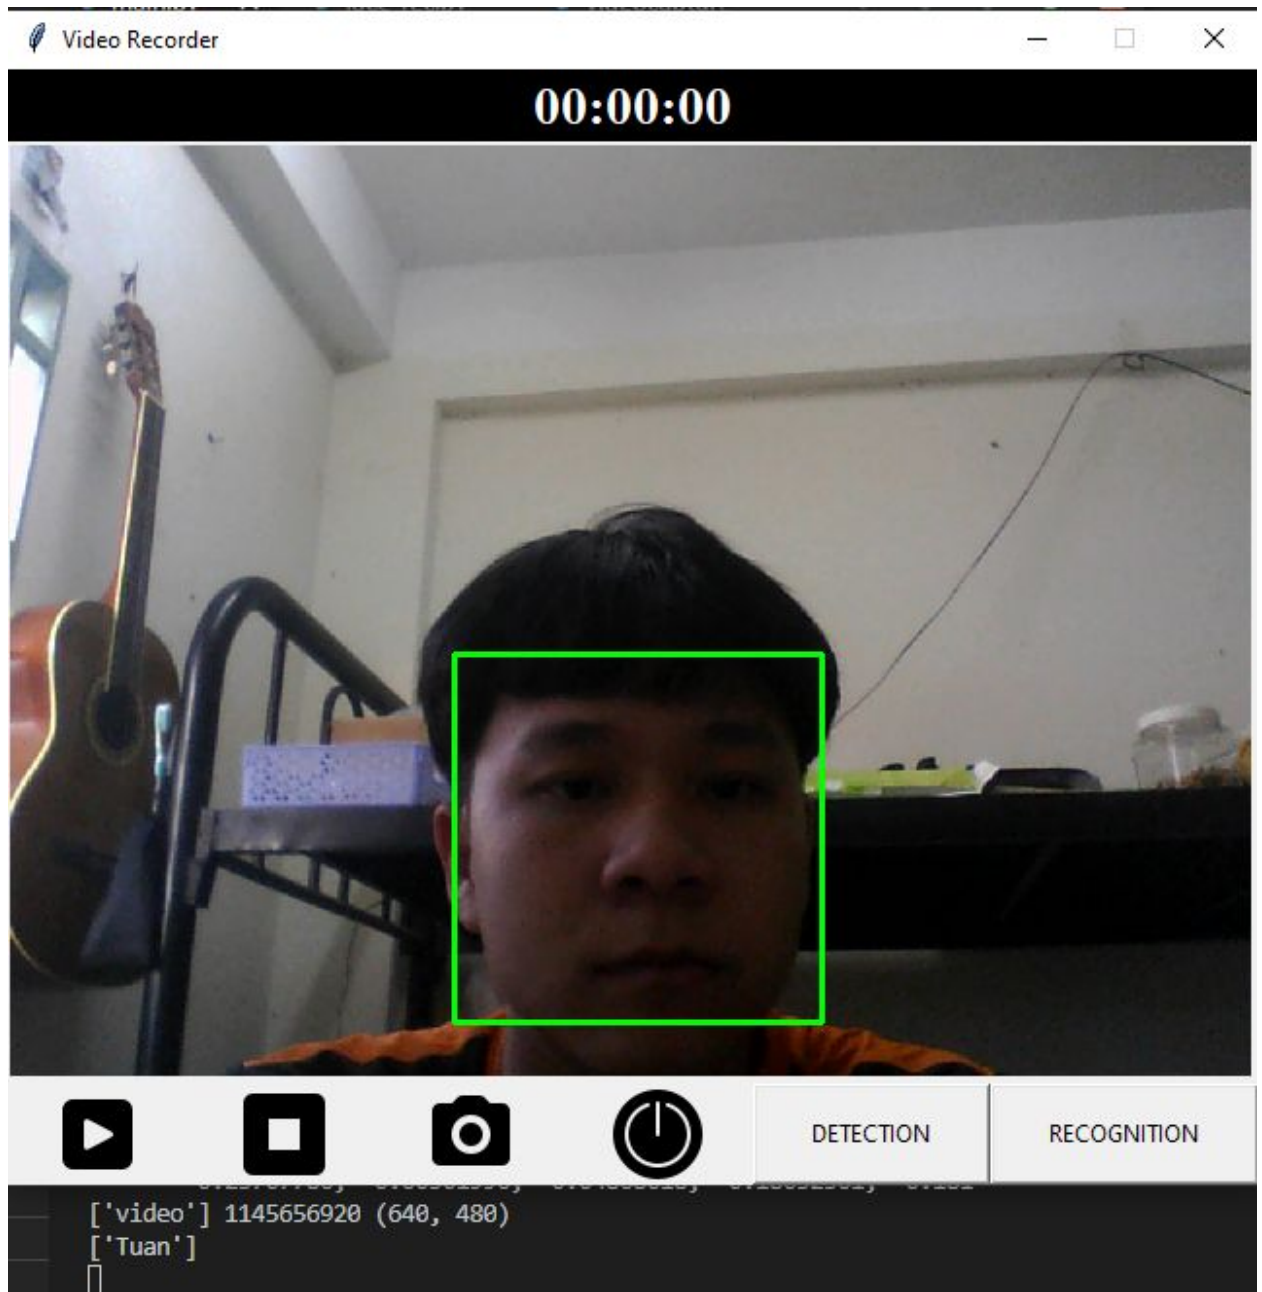 Video Recorder
00:00:00
DETECTION
RECOGNITION
['video'] 1145656920 (640, 480)
['Tuan']